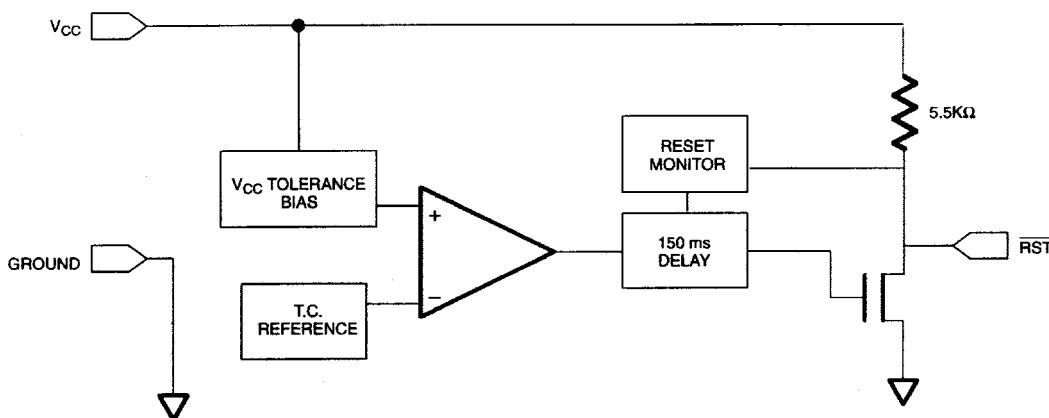 VCC
5.5KΩ
RESET
MONITOR
VCC TOLERANCE
BIAS
+
150 ms
DELAY
RST
GROUND
−
T.C.
REFERENCE